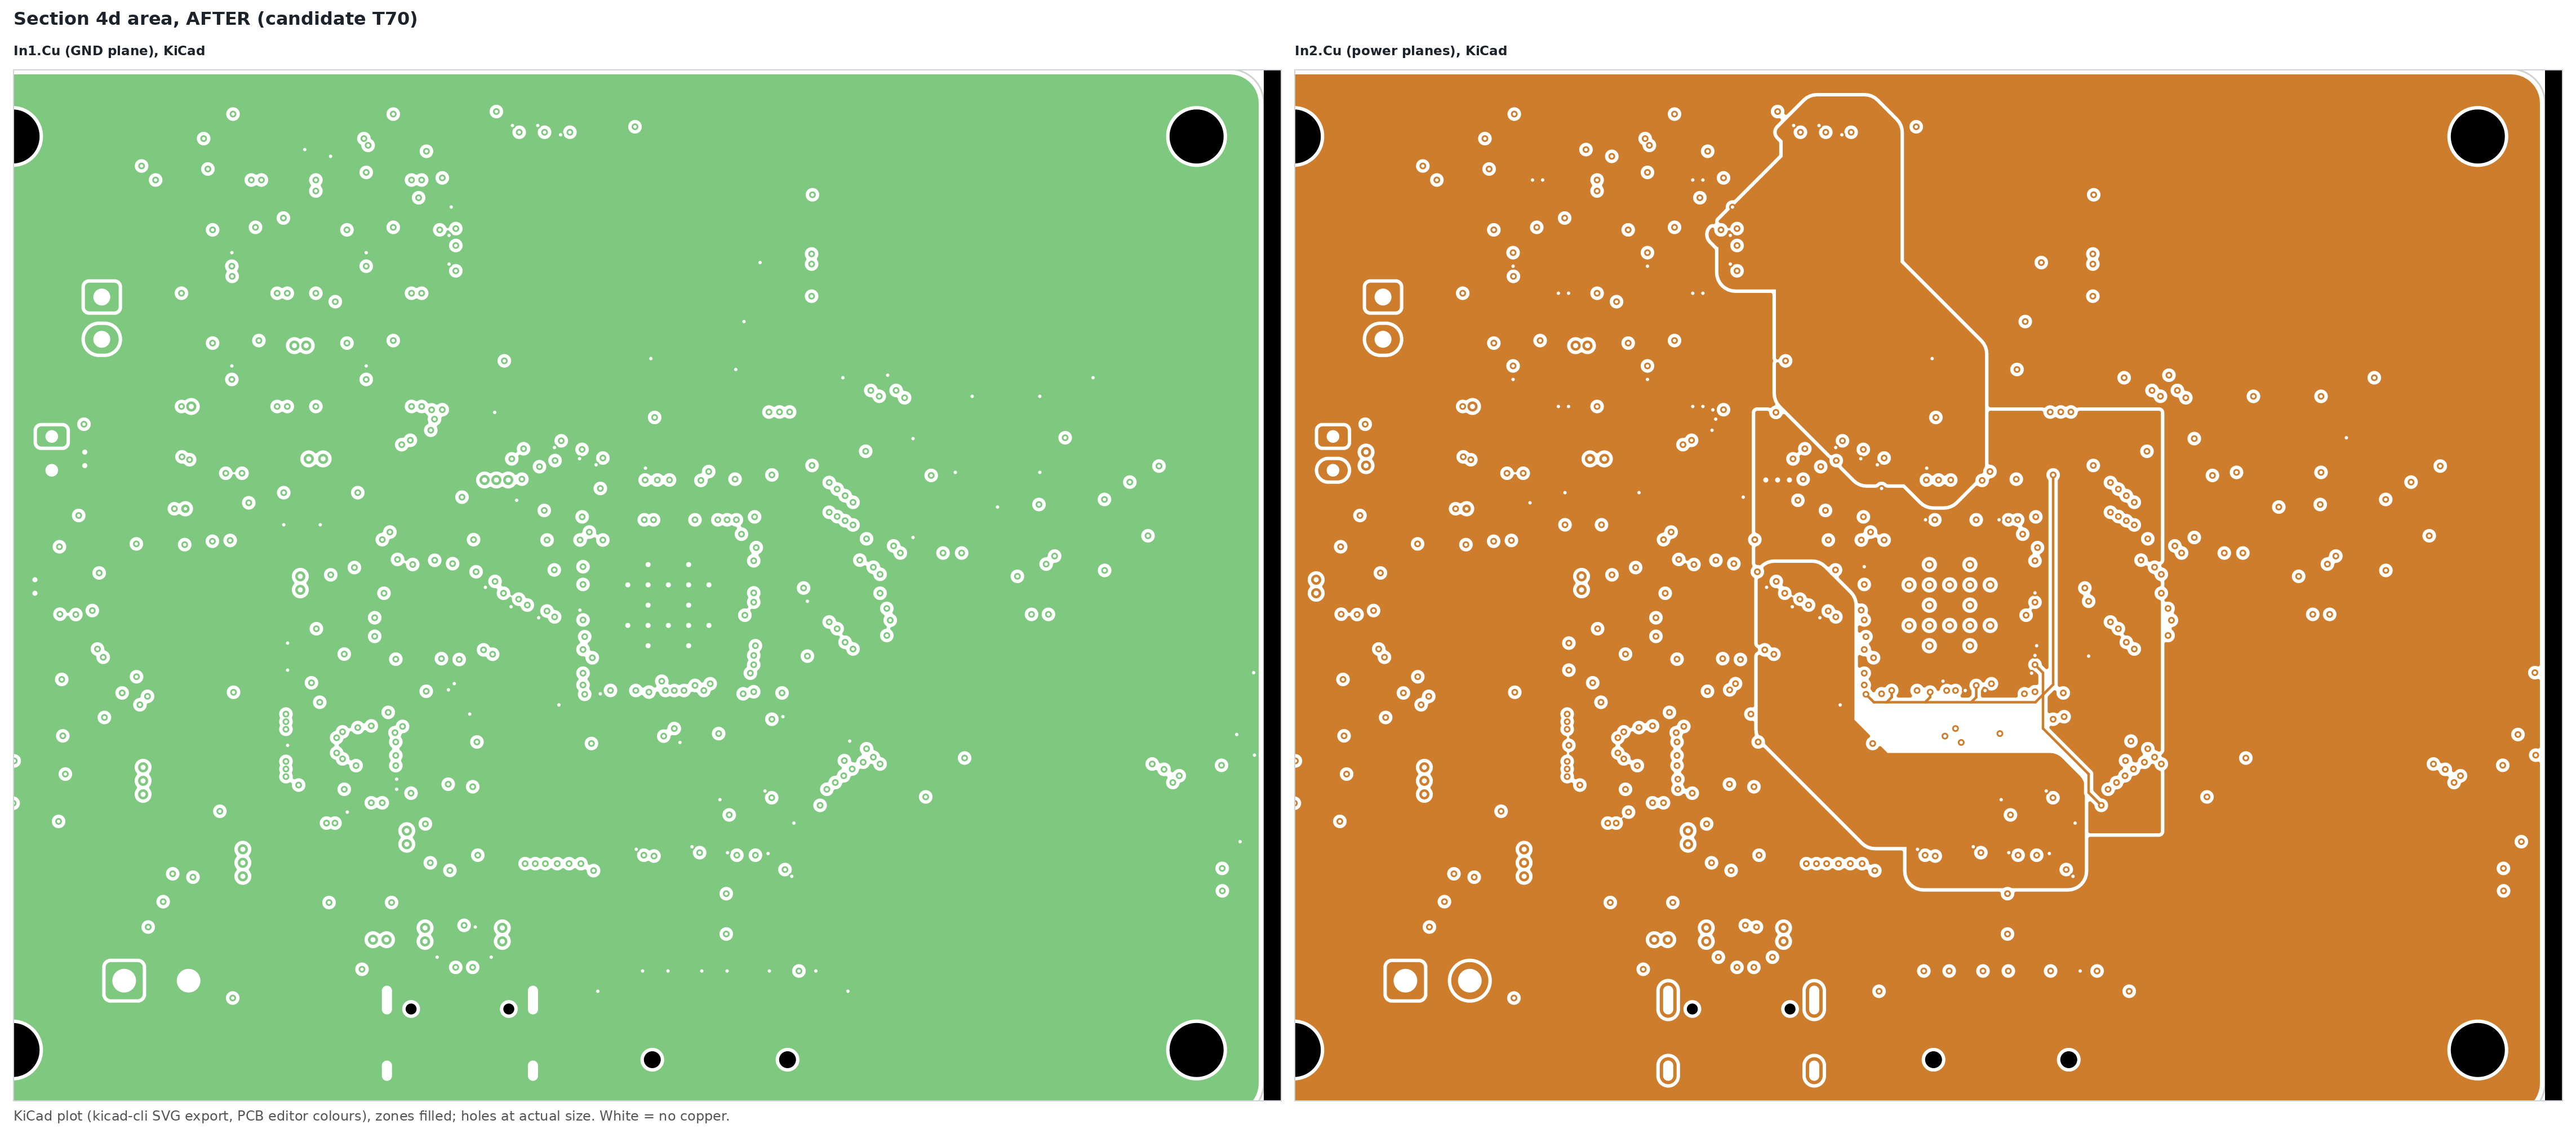 Section 4d area, AFTER (candidate T70)
In1.Cu (GND plane), KiCad
In2.Cu (power planes), KiCad
KiCad plot (kicad-cli SVG export, PCB editor colours), zones filled; holes at actual size. White = no copper.